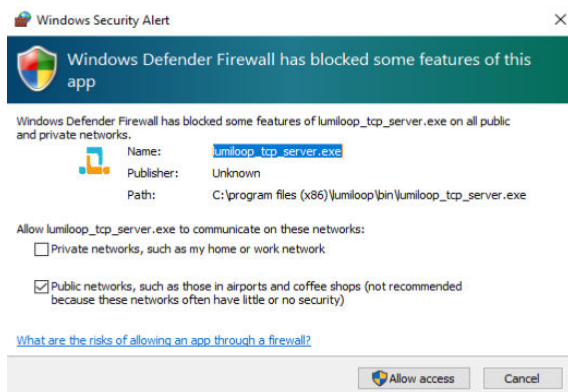 Windows Security Alert
Windows Defender Firewall has blocked some features of this
app
Windows Defender Firewall has blocked some features of lumiloop_tcp_server.exe on all public
and private networks.
Name: lumiloop_tcp_server.exe
Publisher: Unknown
Path: C:\program files (x86)\lumiloop\bin\lumiloop_tcp_server.exe
Allow lumiloop_tcp_server.exe to communicate on these networks:
Private networks, such as my home or work network
Public networks, such as those in airports and coffee shops (not recommended
because these networks often have little or no security)
What are the risks of allowing an app through a firewall?
Allow access Cancel